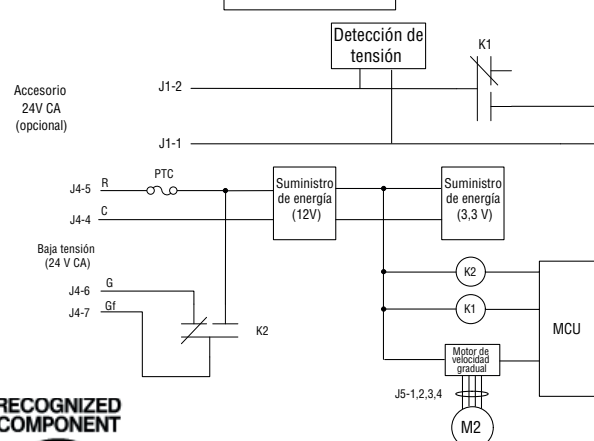 Detección de
tensión
K1
Accesorio
24V CA
(opcional)
J1-2
J1-1
PTC
J4-5 R
J4-4 C
Suministro
de energía
(12V)
Suministro
de energía
(3,3 V)
Baja tensión
(24 V CA)
J4-6 G
J4-7 Gf
K2
K2
K1
MCU
Motor de
velocidad
gradual
J5-1,2,3,4
M2
RECOGNIZED
COMPONENT